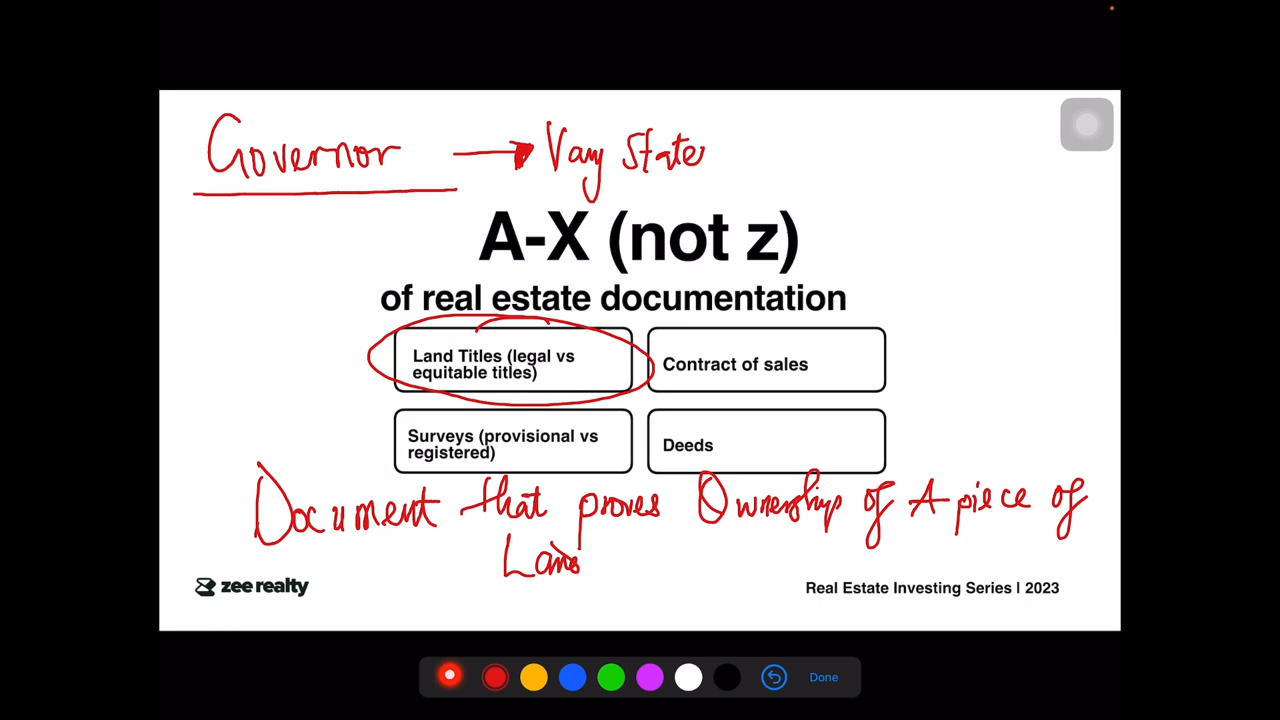 Governor → Vary State
A-X (not z)
of real estate documentation
Land Titles (legal vs
equitable titles)
Contract of sales
Surveys (provisional vs
registered)
Deeds
Document that proves Ownership of A piece of
Land
zee realty
Real Estate Investing Series | 2023
Done